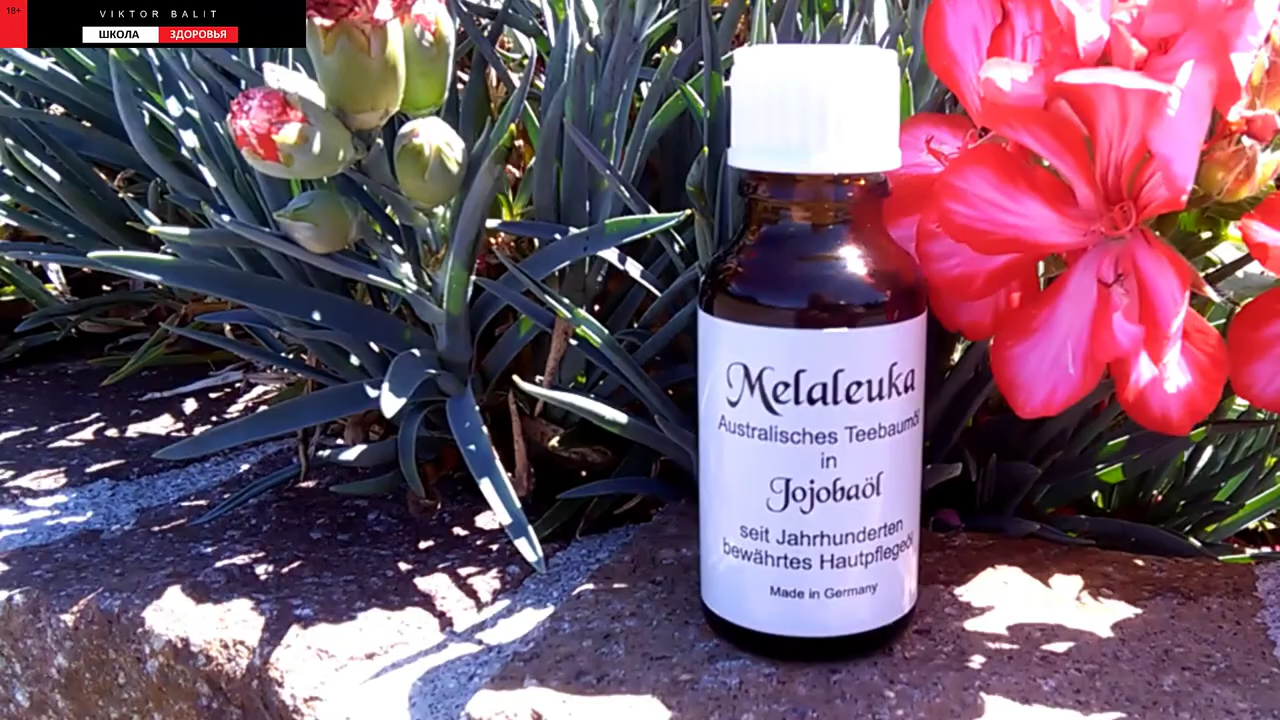 18+
VIKTOR BALIT
ШКОЛА ЗДОРОВЬЯ
Melaleuka
Australisches Teebaumöl
in
Jojobaöl
seit Jahrhunderten
bewährtes Hautpflegeöl
Made in Germany